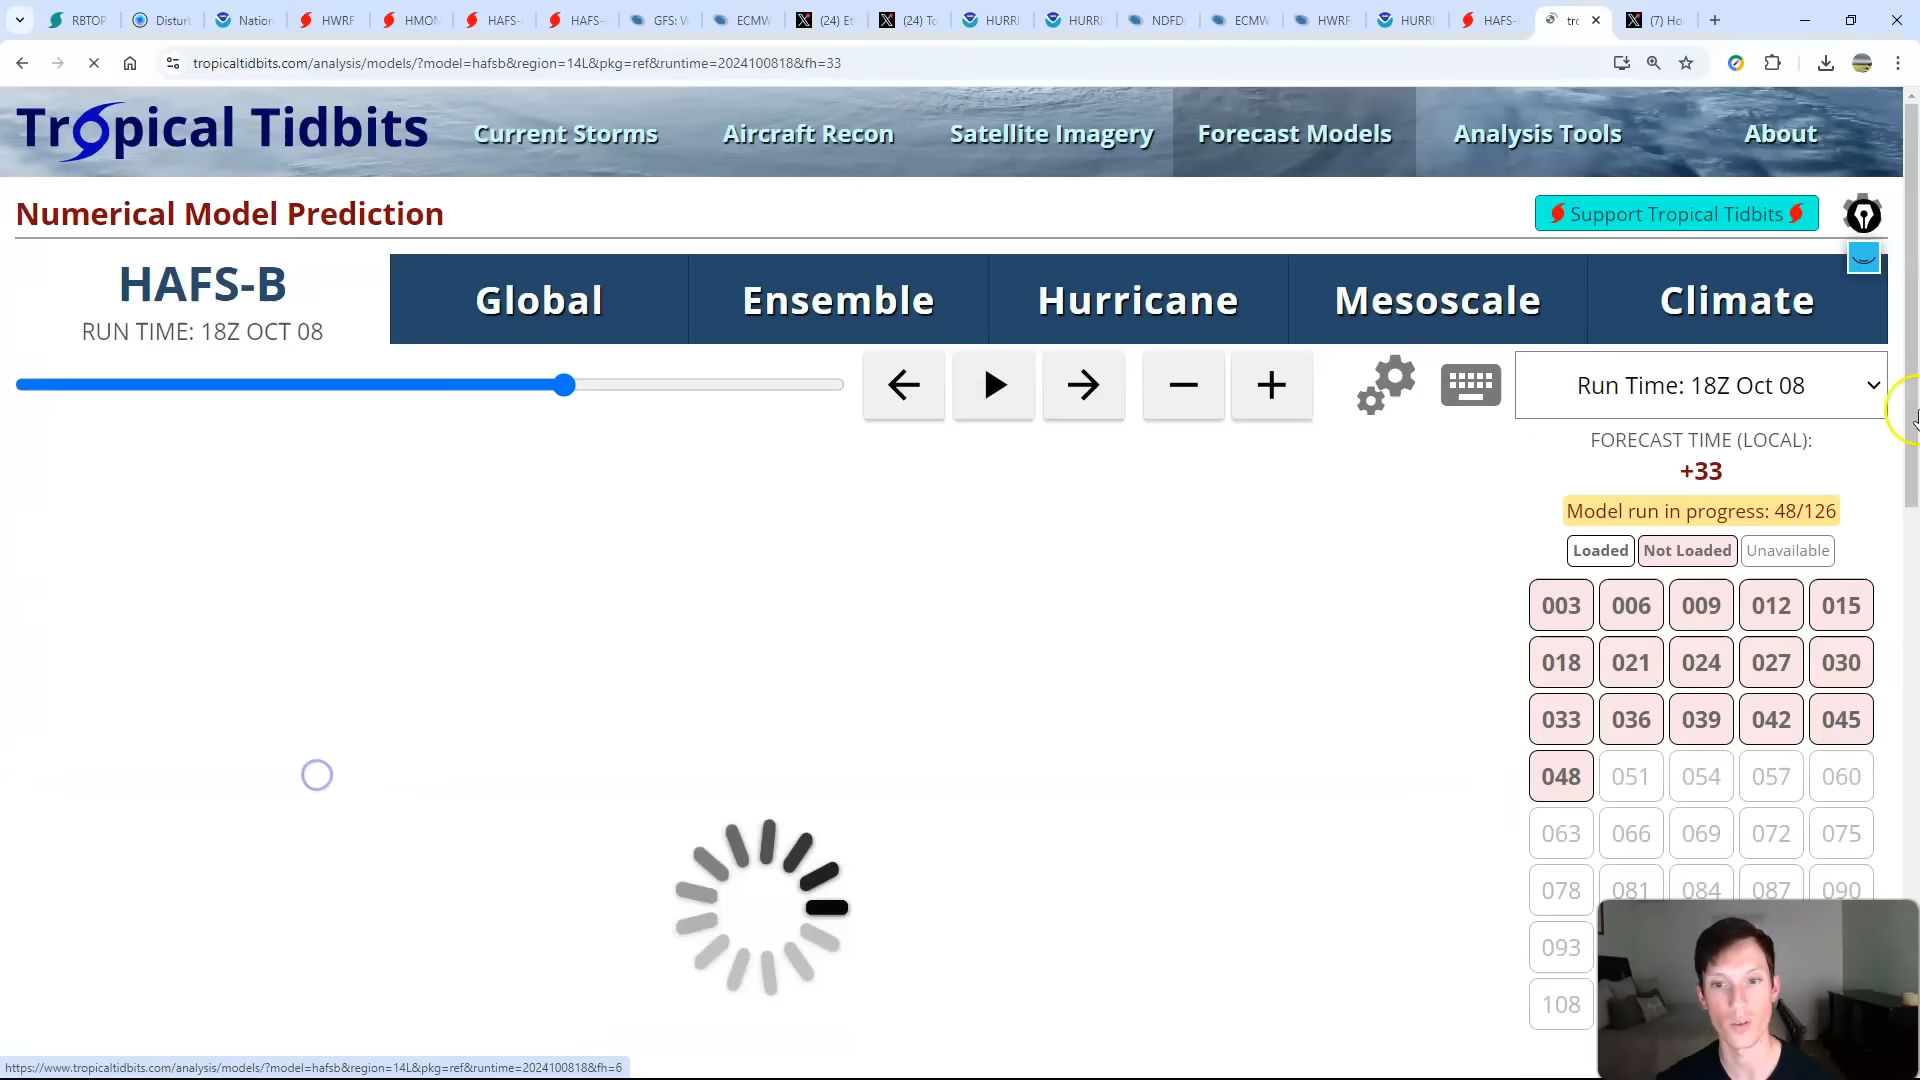 RBTOP
Disturb
Nation
HWRF
HMON
HAFS-
HAFS-
GFS: W
ECMW
(24) Et
(24) To
HURRI
HURRI
NDFD:
ECMW
HWRF
HURRI
HAFS-
tro
(7) Ho
tropicaltidbits.com/analysis/models/?model=hafsb&region=14L&pkg=ref&runtime=2024100818&fh=33
Tropical Tidbits
Current Storms
Aircraft Recon
Satellite Imagery
Forecast Models
Analysis Tools
About
Numerical Model Prediction
Support Tropical Tidbits
HAFS-B
RUN TIME: 18Z OCT 08
Global
Ensemble
Hurricane
Mesoscale
Climate
Run Time: 18Z Oct 08
FORECAST TIME (LOCAL):
+33
Model run in progress: 48/126
Loaded Not Loaded Unavailable
003 006 009 012 015
018 021 024 027 030
033 036 039 042 045
048 051 054 057 060
063 066 069 072 075
078 081 084 087 090
093
108
https://www.tropicaltidbits.com/analysis/models/?model=hafsb&region=14L&pkg=ref&runtime=2024100818&fh=6